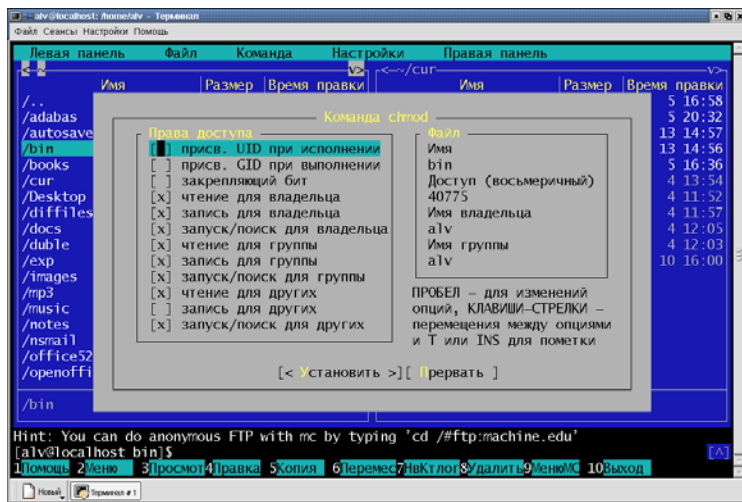 alv@localhost: /home/alv - Терминал
Файл Сеансы Настройки Помощь
Левая панель Файл Команда Настройки Правая панель
<-~ v> <-~/cur v>
Имя Размер Время правки Имя Размер Время правки
/.. 5 16:58
/adabas 5 20:32
/autosave 13 14:57
/bin 13 14:56
/books 5 16:36
/cur 4 13:54
/Desktop 4 11:52
/diffiles 4 11:57
/docs 4 12:05
/duble 4 12:03
/exp 10 16:00
/images
/mp3
/music
/notes
/nsmail
/office52
/openoffi
/bin
Команда chmod
Права доступа
[ ] присв. UID при исполнении
[ ] присв. GID при выполнении
[ ] закрепляющий бит
[x] чтение для владельца
[x] запись для владельца
[x] запуск/поиск для владельца
[x] чтение для группы
[x] запись для группы
[x] запуск/поиск для группы
[x] чтение для других
[ ] запись для других
[x] запуск/поиск для других
Файл
Имя
bin
Доступ (восьмеричный)
40775
Имя владельца
alv
Имя группы
alv
ПРОБЕЛ – для изменений
опций, КЛАВИШИ–СТРЕЛКИ –
перемещения между опциями
и T или INS для пометки
[< Установить >][ Прервать ]
Hint: You can do anonymous FTP with mc by typing 'cd /#ftp:machine.edu'
[alv@localhost bin]$ [^]
1Помощь 2Меню 3Просмот 4Правка 5Копия 6Перемес 7НвКтлог 8Удалить 9МенюMC 10Выход
Новый Терминал # 1